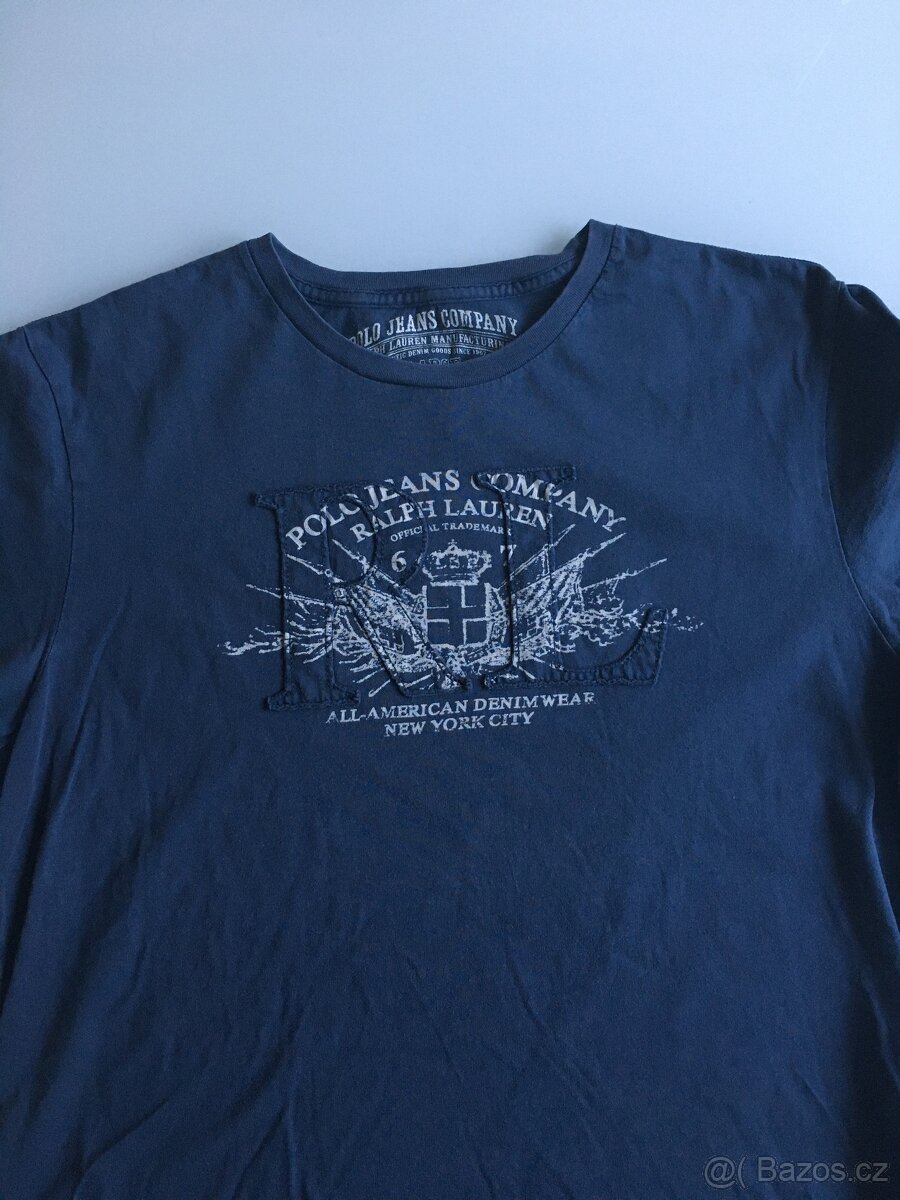 POLO JEANS COMPANY
RALPH LAUREN MANUFACTURING
DENIM GOODS SINCE
POLO JEANS COMPANY
RALPH LAUREN
OFFICIAL TRADEMARK
6 7
RL
ALL-AMERICAN DENIMWEAR
NEW YORK CITY
@( Bazos.cz